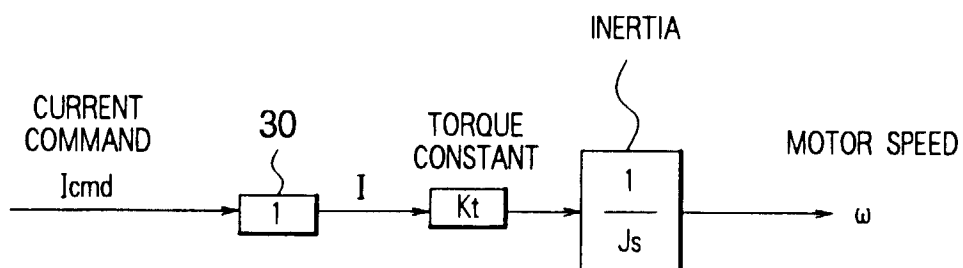 INERTIA
CURRENT
COMMAND
30
TORQUE
CONSTANT
MOTOR SPEED
Icmd
1
I
Kt
1
Js
ω